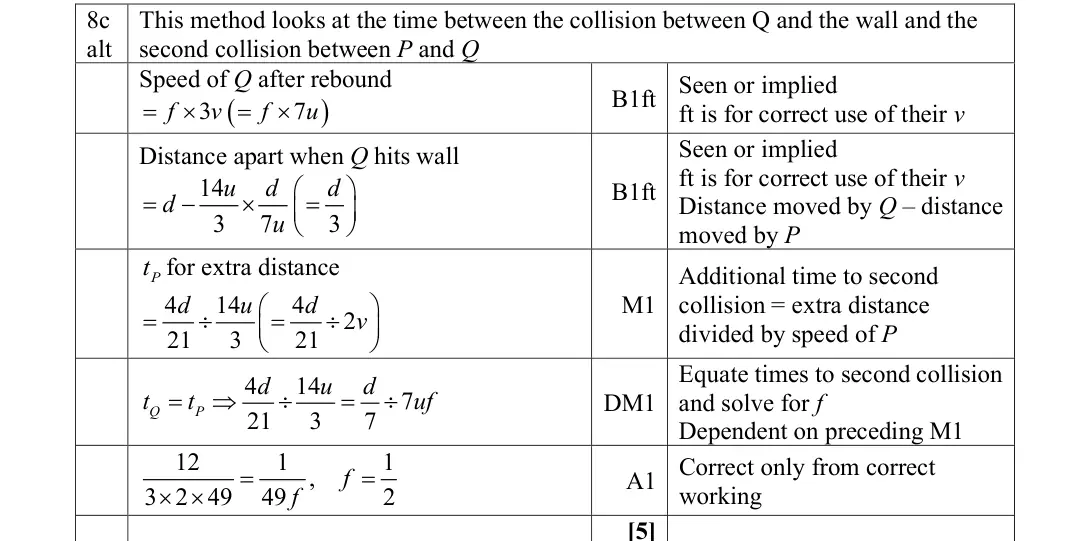 8c
alt
This method looks at the time between the collision between Q and the wall and the
second collision between P and Q
Speed of Q after rebound
= f × 3v (= f × 7u)
B1ft
Seen or implied
ft is for correct use of their v
Distance apart when Q hits wall
= d − 14u/3 × d/7u (= d/3)
B1ft
Seen or implied
ft is for correct use of their v
Distance moved by Q – distance
moved by P
t_P for extra distance
= 4d/21 ÷ 14u/3 (= 4d/21 ÷ 2v)
M1
Additional time to second
collision = extra distance
divided by speed of P
t_Q = t_P ⇒ 4d/21 ÷ 14u/3 = d/7 ÷ 7uf
DM1
Equate times to second collision
and solve for f
Dependent on preceding M1
12/(3×2×49) = 1/49f, f = 1/2
A1
Correct only from correct
working
[5]